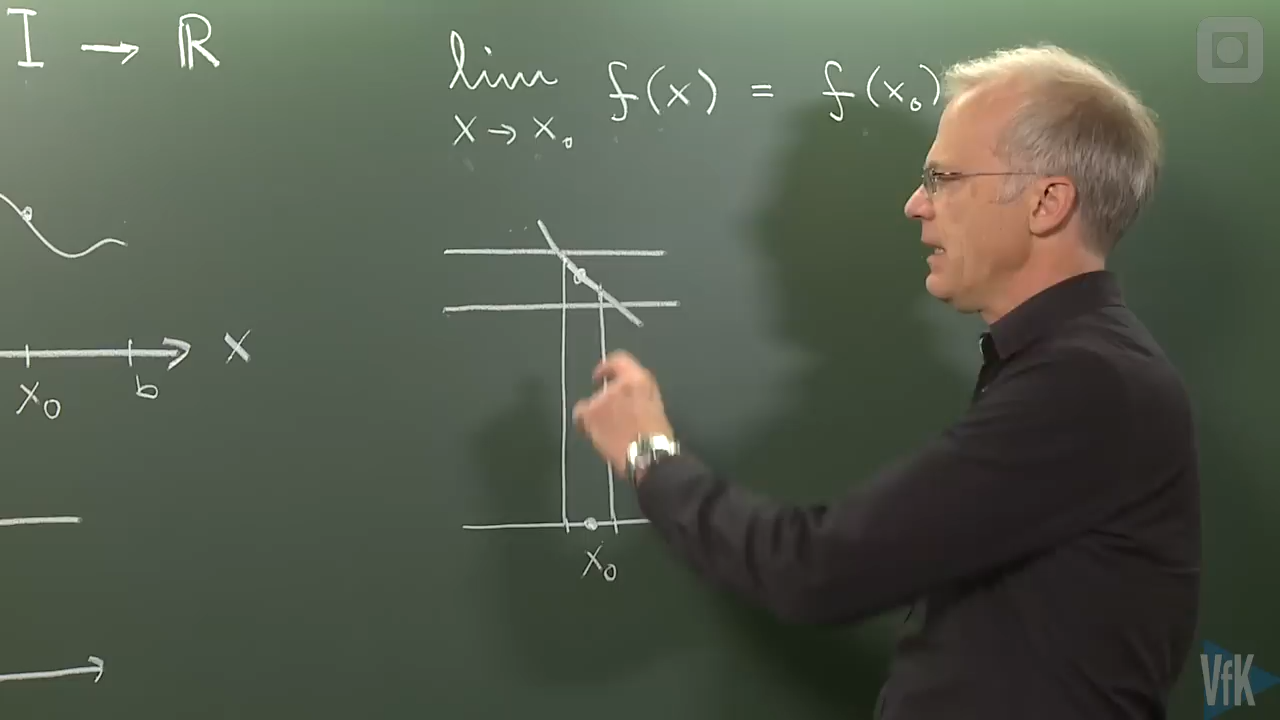 I → ℝ
lim f(x) = f(x₀)
x → x₀
x
x₀ b
x₀
VfK